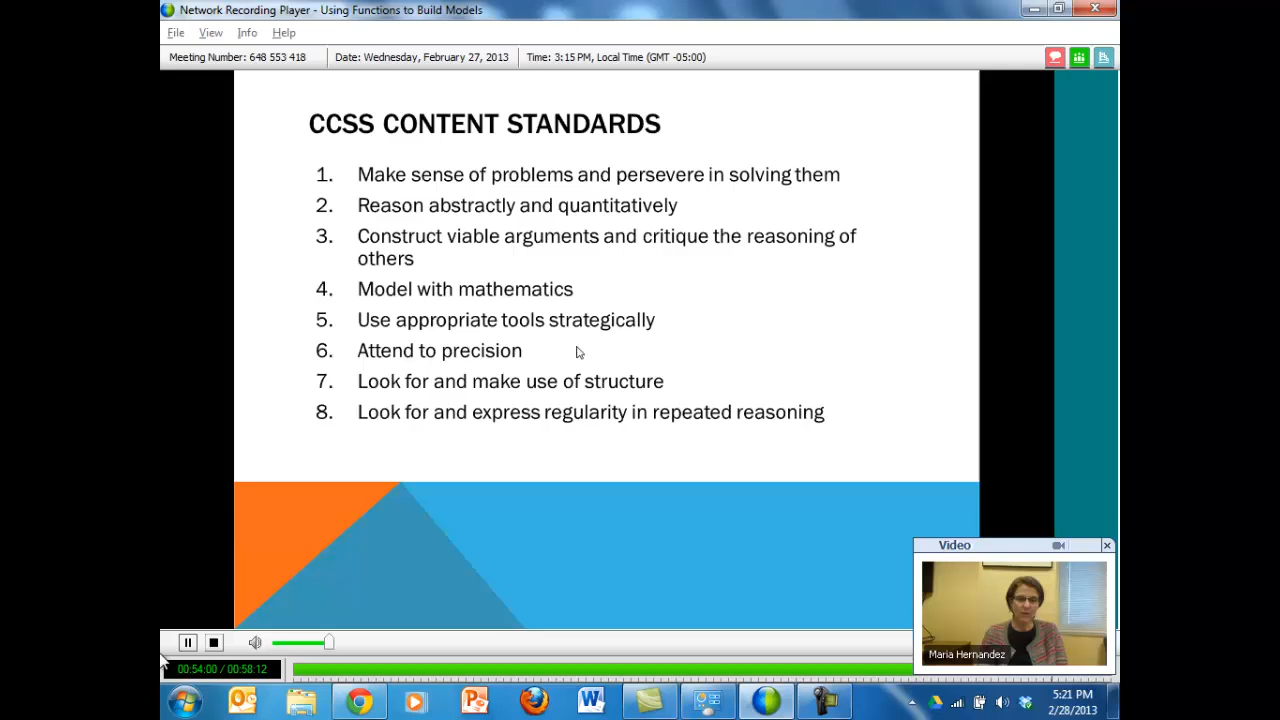 Network Recording Player - Using Functions to Build Models
File View Info Help
Meeting Number: 648 553 418 Date: Wednesday, February 27, 2013 Time: 3:15 PM, Local Time (GMT -05:00)
CCSS CONTENT STANDARDS
1. Make sense of problems and persevere in solving them
2. Reason abstractly and quantitatively
3. Construct viable arguments and critique the reasoning of
others
4. Model with mathematics
5. Use appropriate tools strategically
6. Attend to precision
7. Look for and make use of structure
8. Look for and express regularity in repeated reasoning
Video
Maria Hernandez
00:54:00 / 00:58:12
5:21 PM
2/28/2013